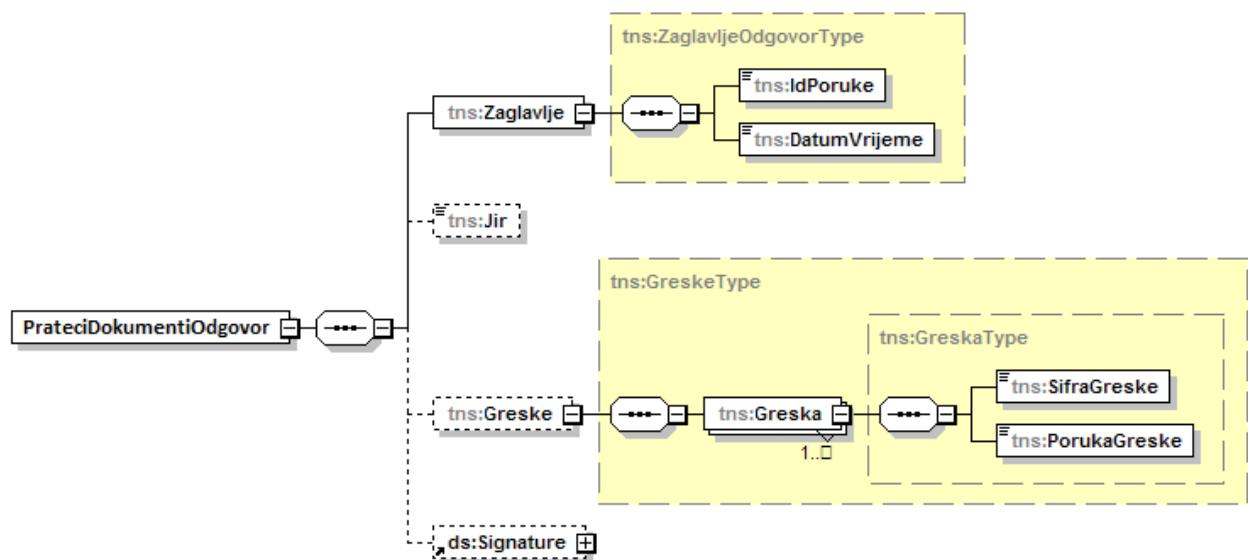 tns:ZaglavljeOdgovorType
tns:IdPoruke
tns:Zaglavlje
tns:DatumVrijeme
tns:Jir
tns:GreskeType
tns:GreskaType
PrateciDokumentiOdgovor
tns:SifraGreske
tns:Greske
tns:Greska
tns:PorukaGreske
1..□
ds:Signature